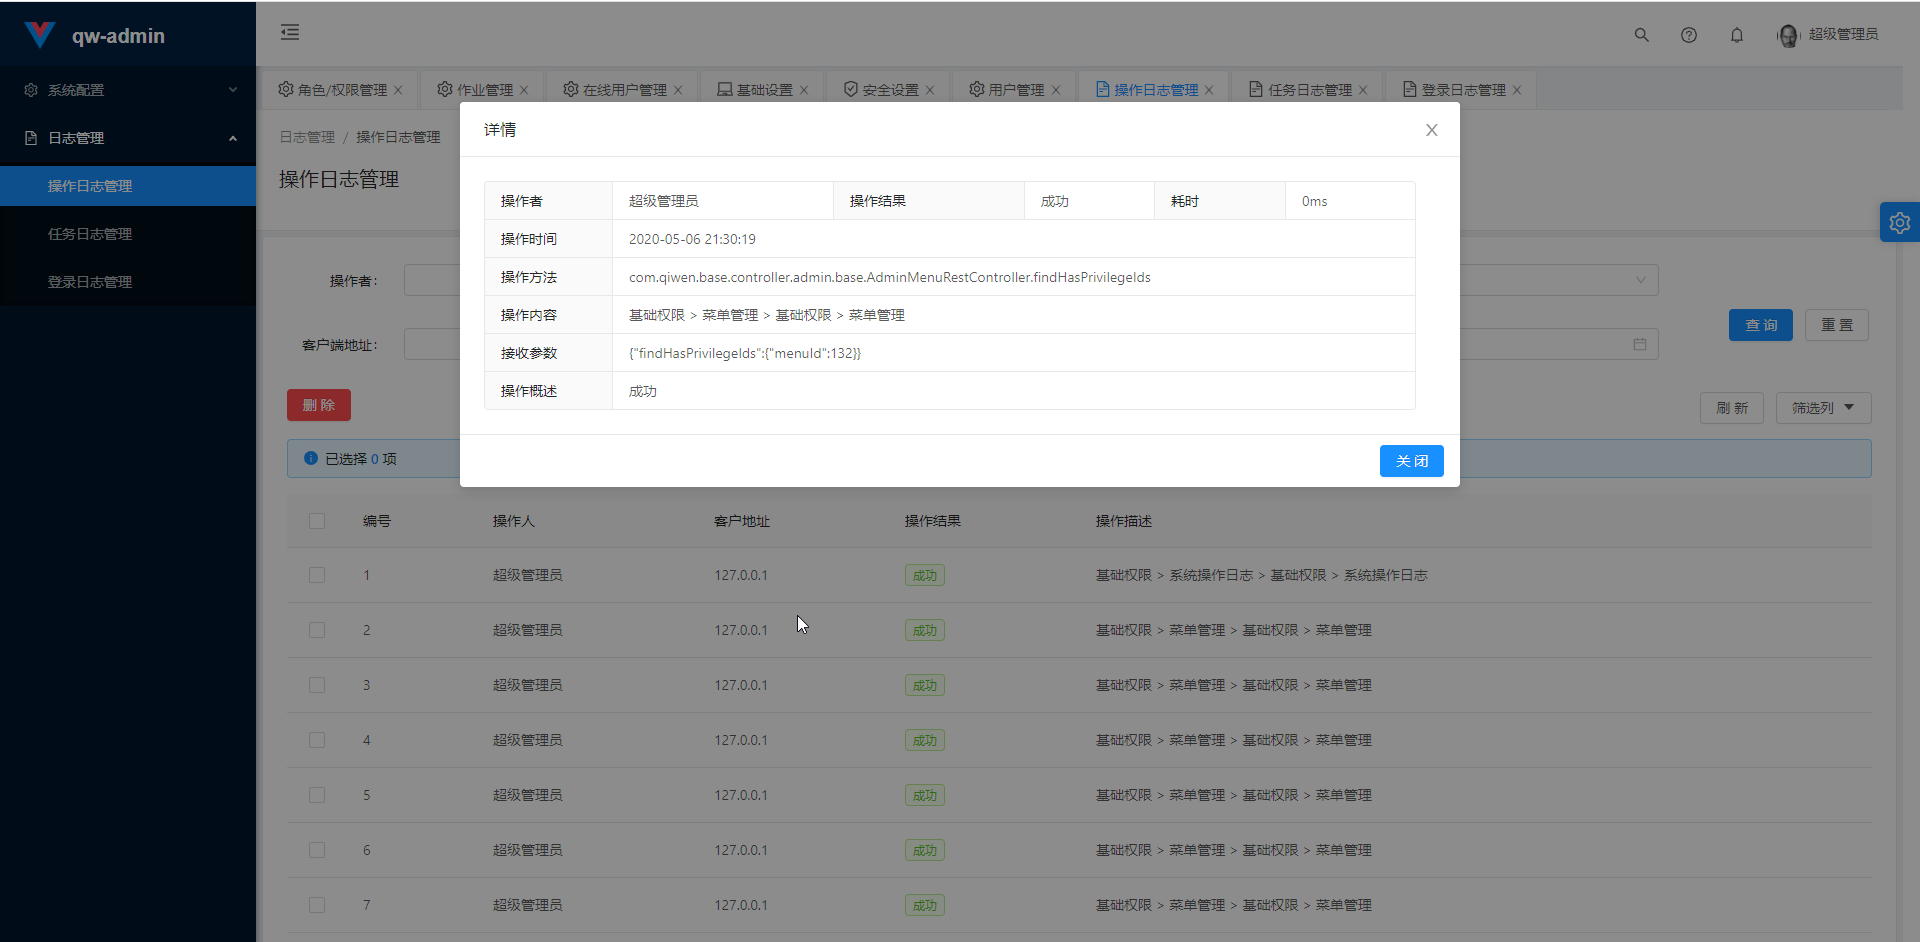 qw-admin
超级管理员
系统配置
日志管理
操作日志管理
任务日志管理
登录日志管理
角色/权限管理 作业管理 在线用户管理 基础设置 安全设置 用户管理 操作日志管理 任务日志管理 登录日志管理
日志管理 / 操作日志管理
操作日志管理
详情
操作者 超级管理员 操作结果 成功 耗时 0ms
操作时间 2020-05-06 21:30:19
操作方法 com.qiwen.base.controller.admin.base.AdminMenuRestController.findHasPrivilegeIds
操作内容 基础权限 > 菜单管理 > 基础权限 > 菜单管理
接收参数 {"findHasPrivilegeIds":{"menuId":132}}
操作概述 成功
关 闭
操作者:
客户端地址:
查 询 重 置
删 除
刷 新 筛选列
已选择 0 项
编号 操作人 客户地址 操作结果 操作描述
1 超级管理员 127.0.0.1 成功 基础权限 > 系统操作日志 > 基础权限 > 系统操作日志
2 超级管理员 127.0.0.1 成功 基础权限 > 菜单管理 > 基础权限 > 菜单管理
3 超级管理员 127.0.0.1 成功 基础权限 > 菜单管理 > 基础权限 > 菜单管理
4 超级管理员 127.0.0.1 成功 基础权限 > 菜单管理 > 基础权限 > 菜单管理
5 超级管理员 127.0.0.1 成功 基础权限 > 菜单管理 > 基础权限 > 菜单管理
6 超级管理员 127.0.0.1 成功 基础权限 > 菜单管理 > 基础权限 > 菜单管理
7 超级管理员 127.0.0.1 成功 基础权限 > 菜单管理 > 基础权限 > 菜单管理